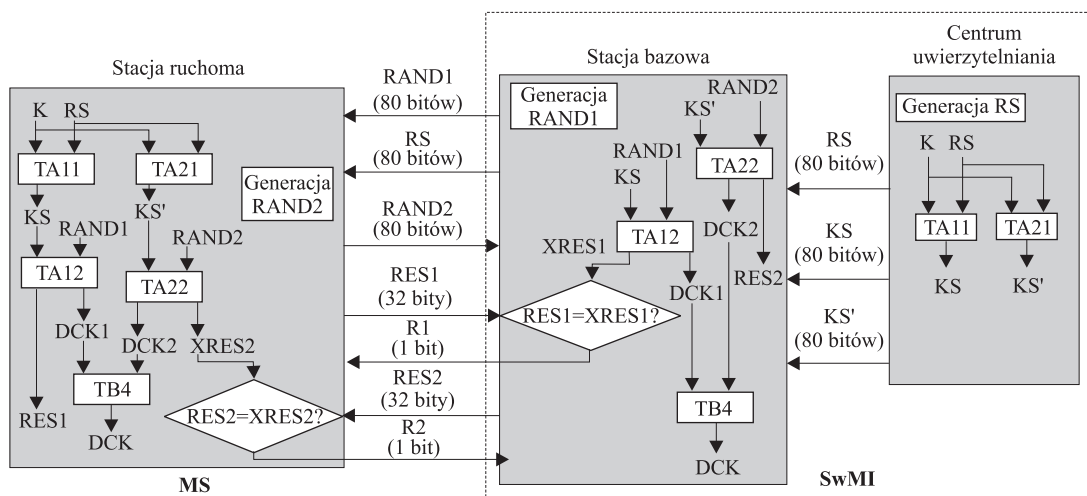 Centrum
uwierzytelniania
Stacja ruchoma
Stacja bazowa
K RS
TA11
TA21
KS
KS'
Generacja
RAND2
RAND1
RAND2
TA12
TA22
DCK1
DCK2
XRES2
TB4
RES1
DCK
RES2=XRES2?
MS
RAND1
(80 bitów)
RS
(80 bitów)
RAND2
(80 bitów)
RES1
(32 bity)
R1
(1 bit)
RES2
(32 bity)
R2
(1 bit)
Generacja
RAND1
KS'
RAND2
RAND1
KS
TA22
TA12
XRES1
DCK2
DCK1
RES2
RES1=XRES1?
TB4
DCK
SwMI
RS
(80 bitów)
KS
(80 bitów)
KS'
(80 bitów)
Generacja RS
K RS
TA11
TA21
KS
KS'